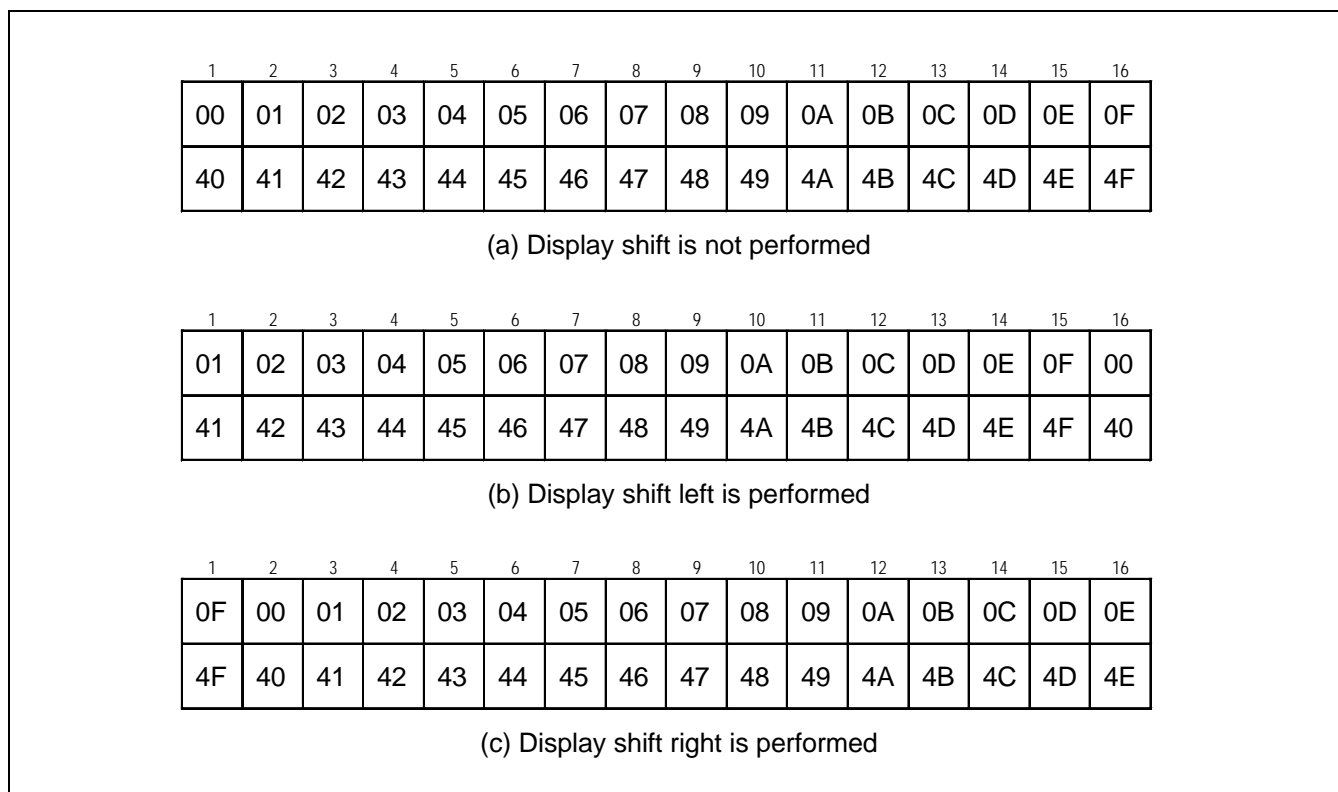 1 2 3 4 5 6 7 8 9 10 11 12 13 14 15 16
00 01 02 03 04 05 06 07 08 09 0A 0B 0C 0D 0E 0F
40 41 42 43 44 45 46 47 48 49 4A 4B 4C 4D 4E 4F
(a) Display shift is not performed
1 2 3 4 5 6 7 8 9 10 11 12 13 14 15 16
01 02 03 04 05 06 07 08 09 0A 0B 0C 0D 0E 0F 00
41 42 43 44 45 46 47 48 49 4A 4B 4C 4D 4E 4F 40
(b) Display shift left is performed
1 2 3 4 5 6 7 8 9 10 11 12 13 14 15 16
0F 00 01 02 03 04 05 06 07 08 09 0A 0B 0C 0D 0E
4F 40 41 42 43 44 45 46 47 48 49 4A 4B 4C 4D 4E
(c) Display shift right is performed